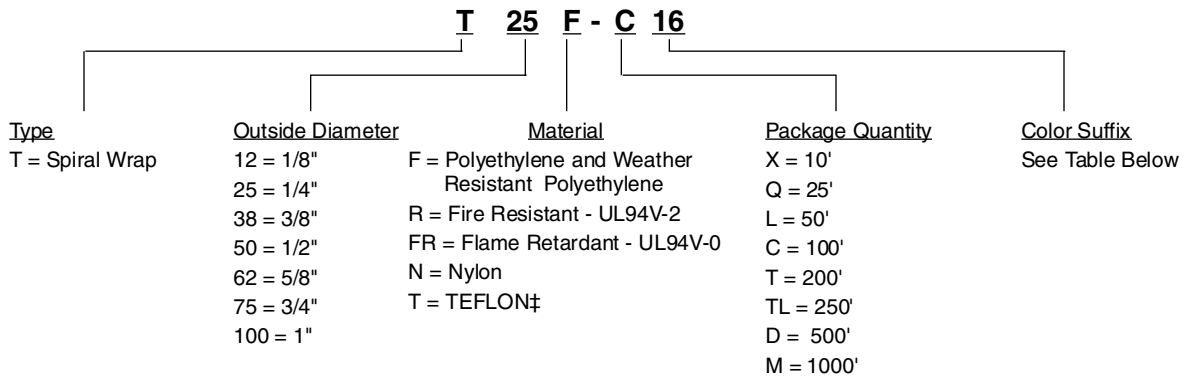 T 25 F - C 16
Type
T = Spiral Wrap
Outside Diameter
12 = 1/8"
25 = 1/4"
38 = 3/8"
50 = 1/2"
62 = 5/8"
75 = 3/4"
100 = 1"
Material
F = Polyethylene and Weather
Resistant Polyethylene
R = Fire Resistant - UL94V-2
FR = Flame Retardant - UL94V-0
N = Nylon
T = TEFLON‡
Package Quantity
X = 10'
Q = 25'
L = 50'
C = 100'
T = 200'
TL = 250'
D = 500'
M = 1000'
Color Suffix
See Table Below